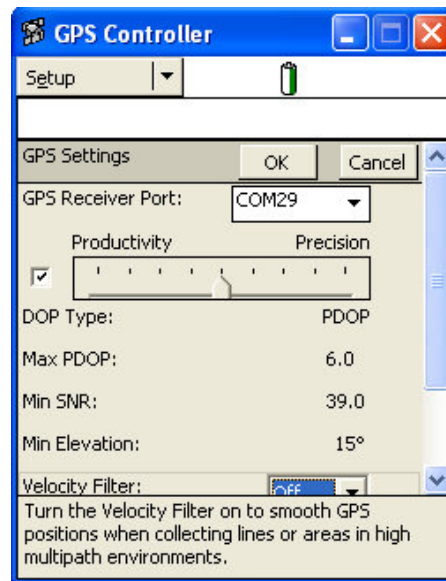 GPS Controller
Setup
GPS Settings OK Cancel
GPS Receiver Port: COM29
Productivity Precision
DOP Type: PDOP
Max PDOP: 6.0
Min SNR: 39.0
Min Elevation: 15°
Velocity Filter: Off
Turn the Velocity Filter on to smooth GPS
positions when collecting lines or areas in high
multipath environments.